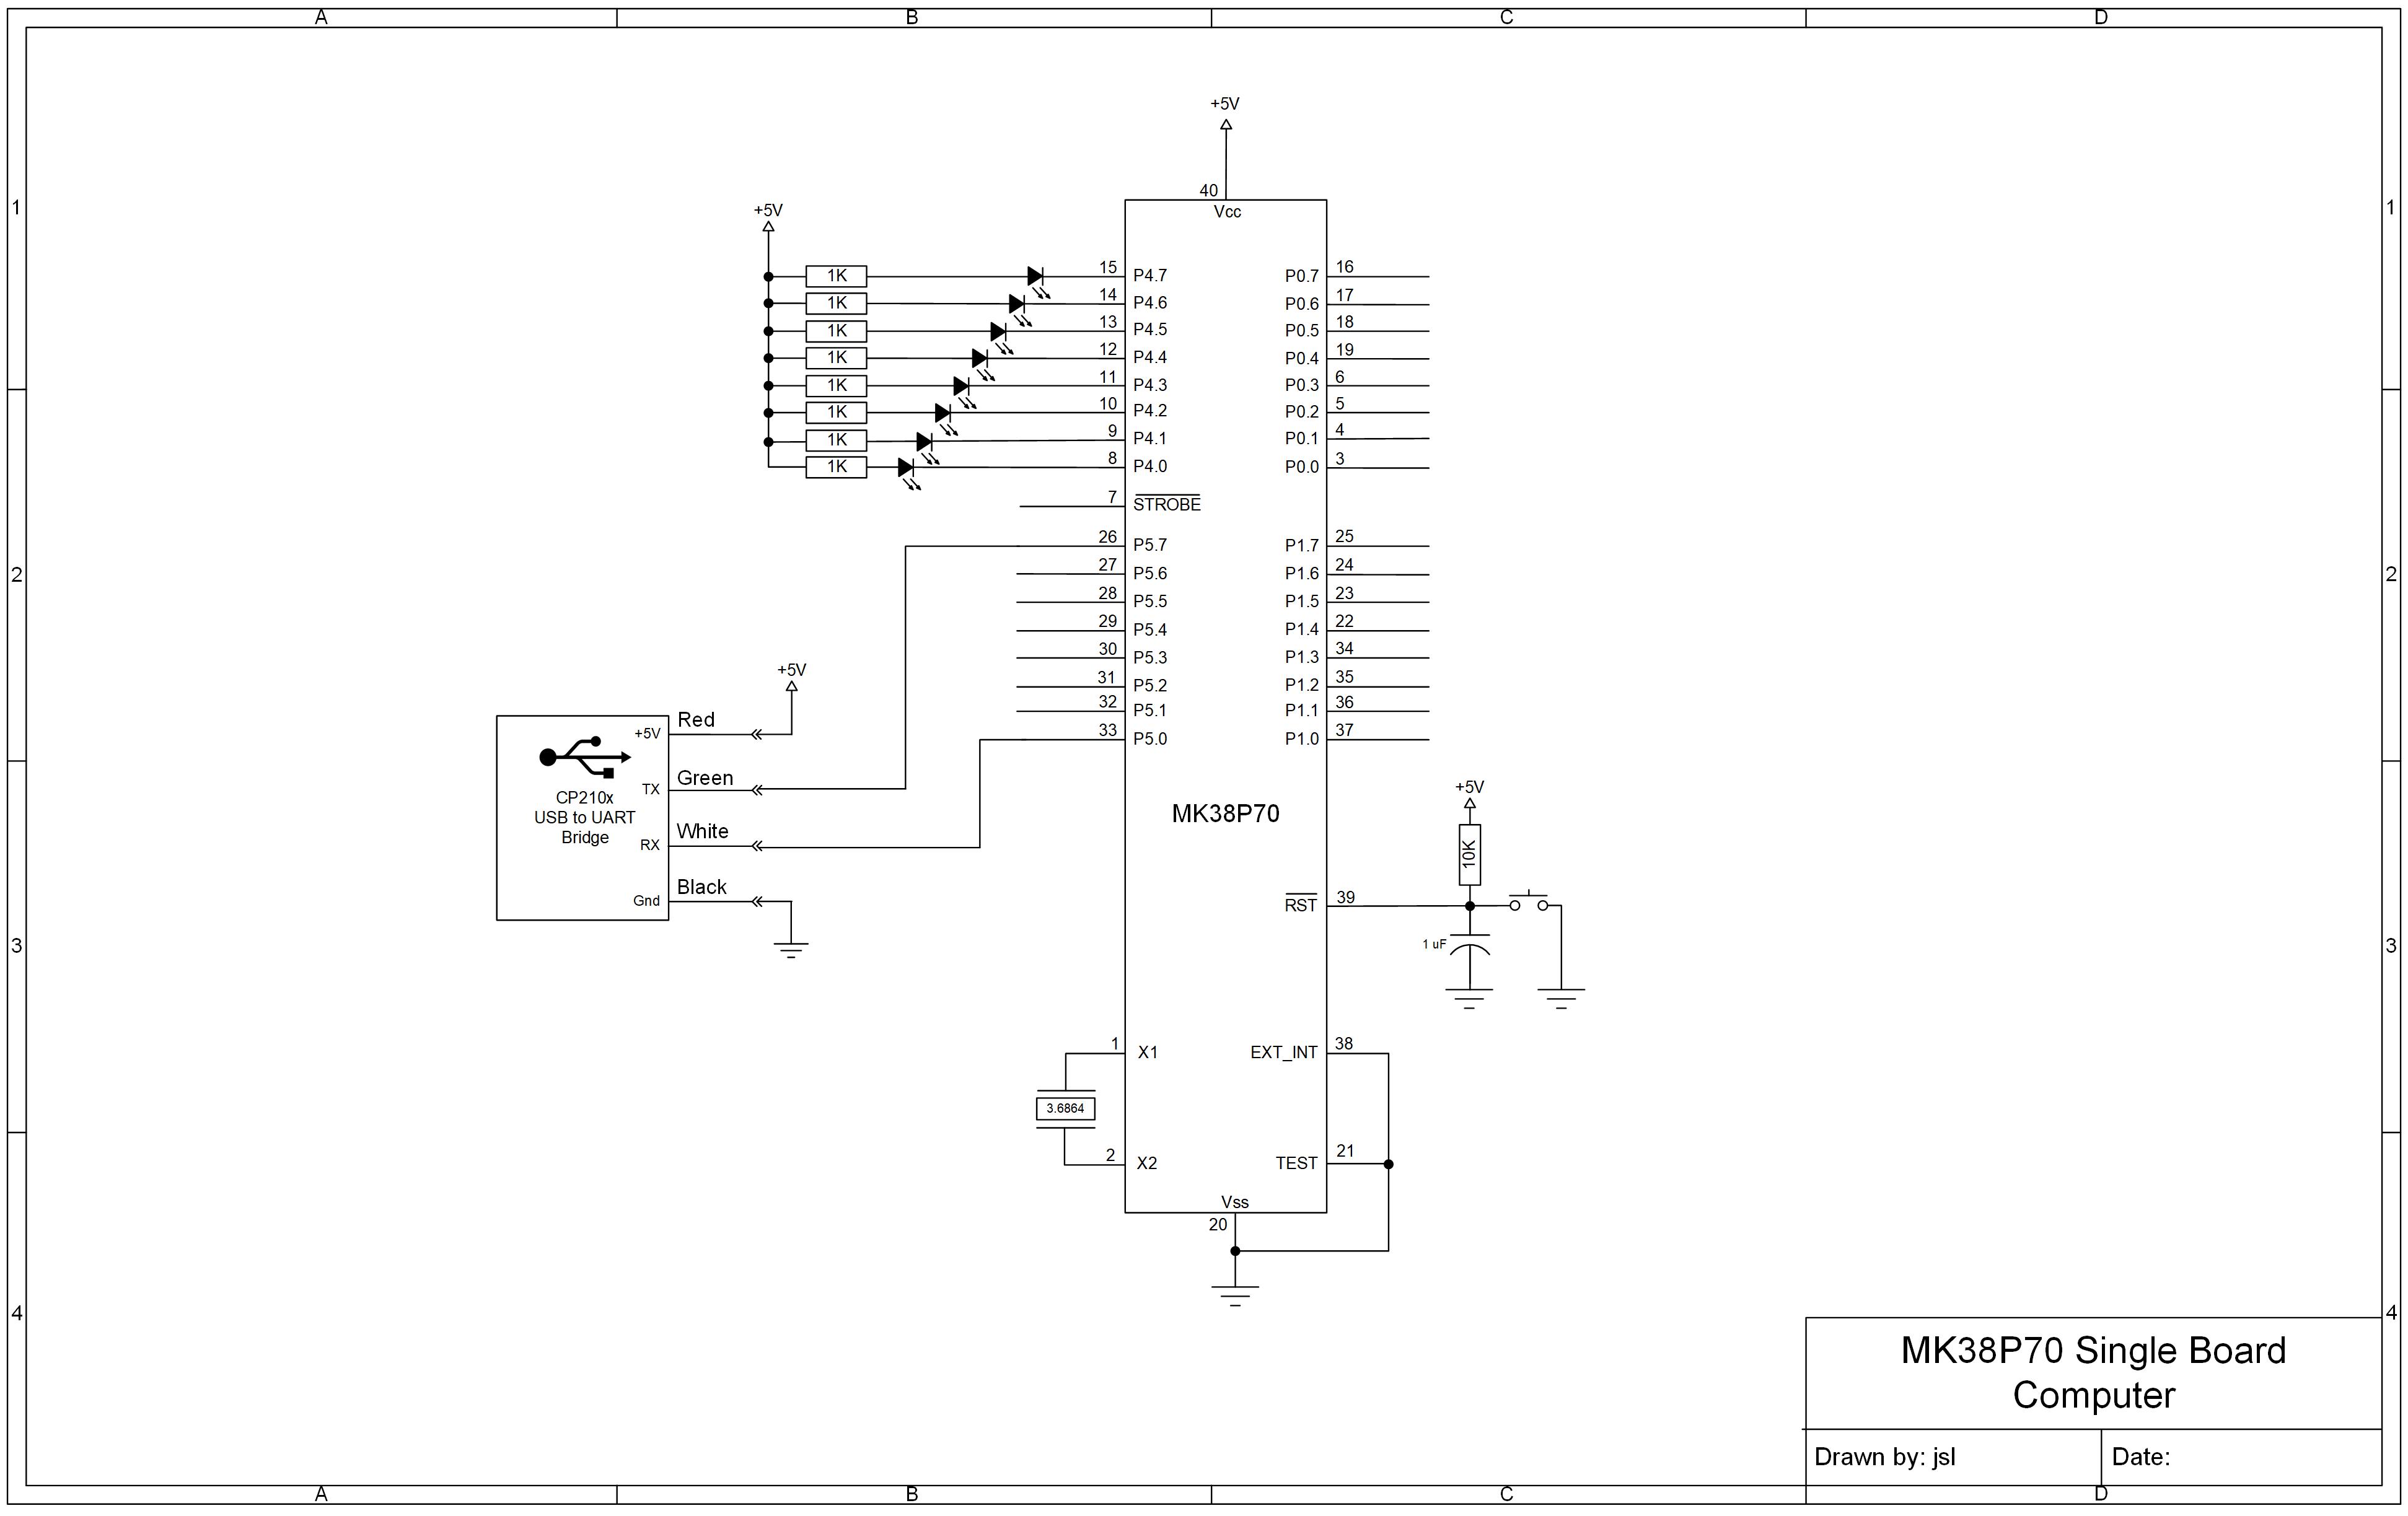 A B C D
+5V
40
Vcc
1 1
+5V
1K 15 P4.7 P0.7 16
1K 14 P4.6 P0.6 17
1K 13 P4.5 P0.5 18
1K 12 P4.4 P0.4 19
1K 11 P4.3 P0.3 6
1K 10 P4.2 P0.2 5
1K 9 P4.1 P0.1 4
1K 8 P4.0 P0.0 3
7 STROBE
26 P5.7 P1.7 25
2 27 P5.6 P1.6 24 2
28 P5.5 P1.5 23
29 P5.4 P1.4 22
30 P5.3 P1.3 34
31 P5.2 P1.2 35
32 P5.1 P1.1 36
33 P5.0 P1.0 37
+5V
+5V Red
TX Green
CP210x
USB to UART
Bridge
RX White
Gnd Black
MK38P70
+5V
10K
RST 39
1 uF
3 3
1 X1 EXT_INT 38
3.6864
2 X2 TEST 21
Vss
20
4 4
MK38P70 Single Board
Computer
Drawn by: jsl Date:
A B C D